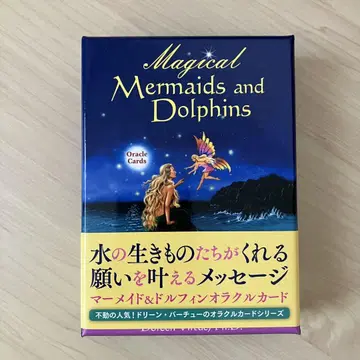 Magical
Mermaids and
Dolphins
Oracle
Cards
水の生きものたちがくれる
願いを叶えるメッセージ
マーメイド&ドルフィンオラクルカード
不動の人気!ドリーン・バーチューのオラクルカードシリーズ
Doreen Virtue, Ph.D.